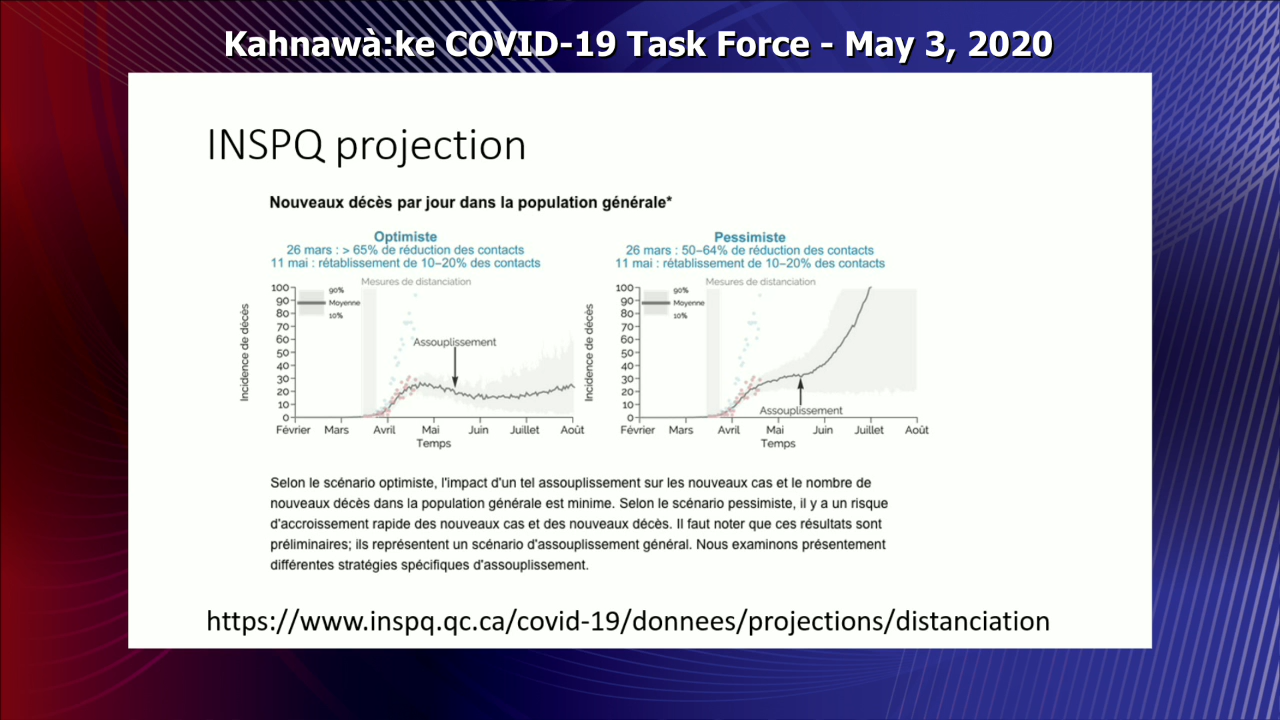 Kahnawà:ke COVID-19 Task Force - May 3, 2020
INSPQ projection
Nouveaux décès par jour dans la population générale*
Optimiste
26 mars : > 65% de réduction des contacts
11 mai : rétablissement de 10–20% des contacts
Mesures de distanciation
90%
Moyenne
10%
Incidence de décès
100
90
80
70
60
50
40
30
20
10
0
Assouplissement
Février Mars Avril Mai Juin Juillet Août
Temps
Pessimiste
26 mars : 50–64% de réduction des contacts
11 mai : rétablissement de 10–20% des contacts
Mesures de distanciation
90%
Moyenne
10%
Incidence de décès
100
90
80
70
60
50
40
30
20
10
0
Assouplissement
Février Mars Avril Mai Juin Juillet Août
Temps
Selon le scénario optimiste, l'impact d'un tel assouplissement sur les nouveaux cas et le nombre de
nouveaux décès dans la population générale est minime. Selon le scénario pessimiste, il y a un risque
d'accroissement rapide des nouveaux cas et des nouveaux décès. Il faut noter que ces résultats sont
préliminaires; ils représentent un scénario d'assouplissement général. Nous examinons présentement
différentes stratégies spécifiques d'assouplissement.
https://www.inspq.qc.ca/covid-19/donnees/projections/distanciation